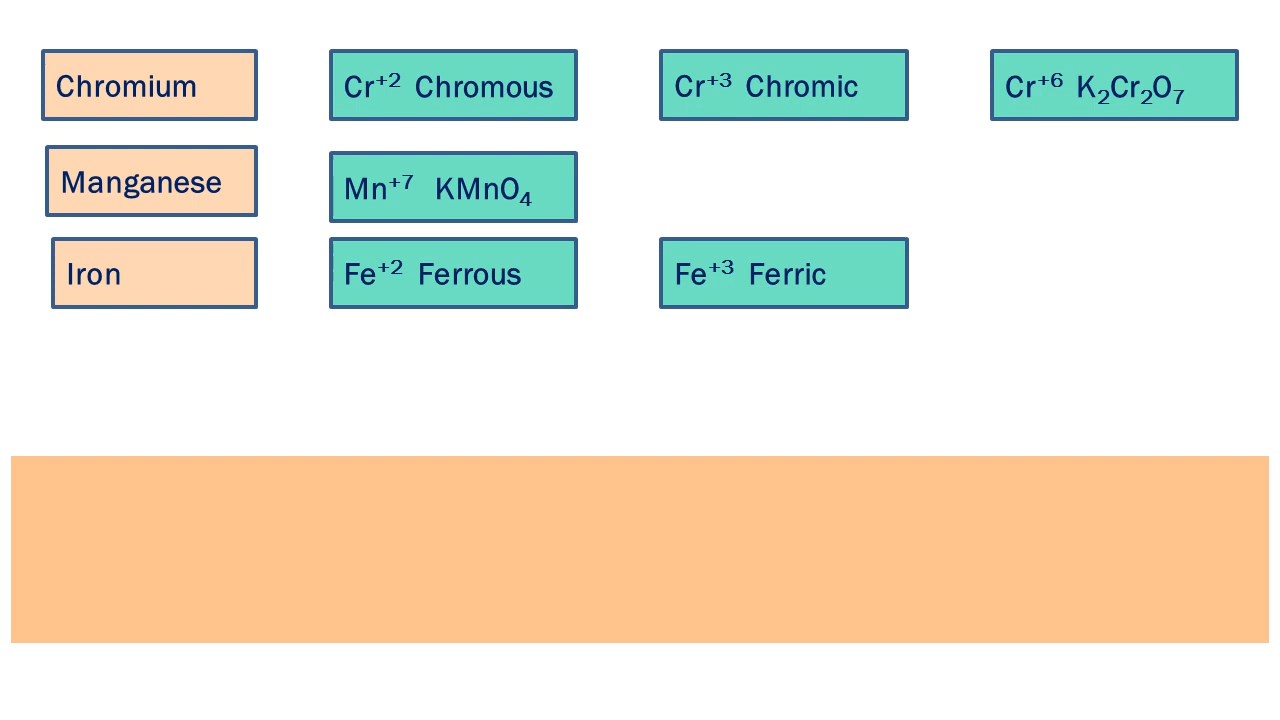 Chromium Cr⁺² Chromous Cr⁺³ Chromic Cr⁺⁶ K₂Cr₂O₇
Manganese Mn⁺⁷ KMnO₄
Iron Fe⁺² Ferrous Fe⁺³ Ferric